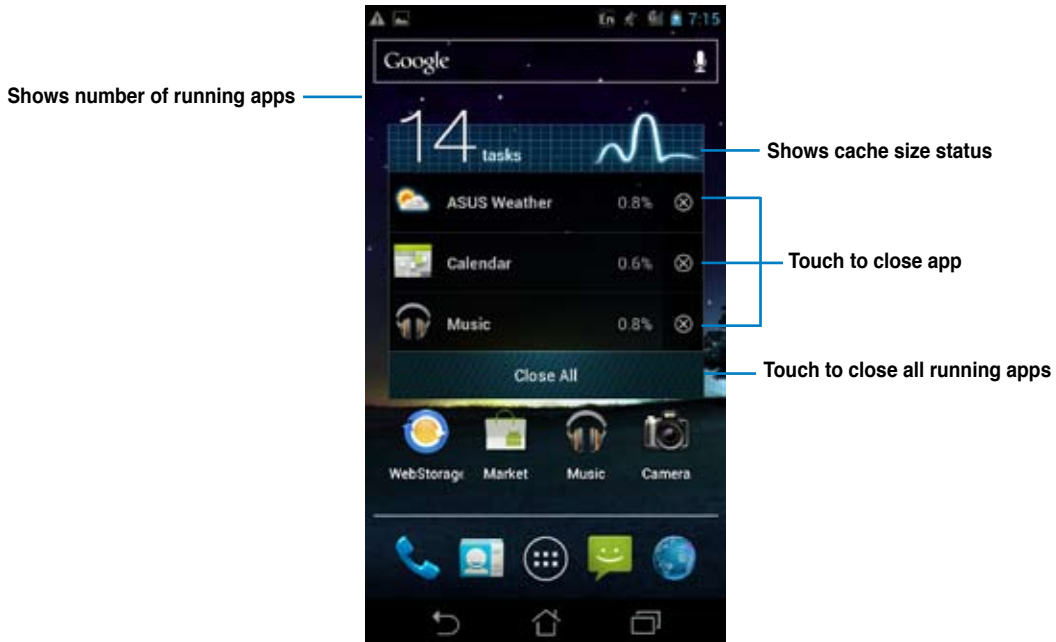 En 7:15
Google
Shows number of running apps
14 tasks
Shows cache size status
ASUS Weather 0.8%
Calendar 0.6%
Touch to close app
Music 0.8%
Close All
Touch to close all running apps
WebStorage Market Music Camera